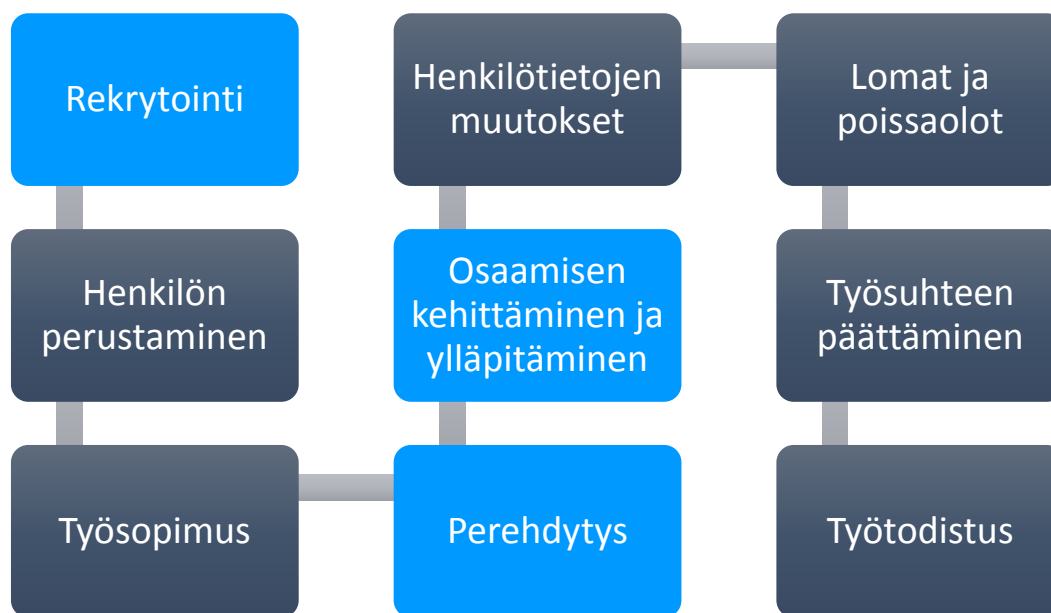 Rekrytointi
Henkilön
perustaminen
Työsopimus
Perehdytys
Osaamisen
kehittäminen ja
ylläpitäminen
Henkilötietojen
muutokset
Lomat ja
poissaolot
Työsuhteen
päättäminen
Työtodistus